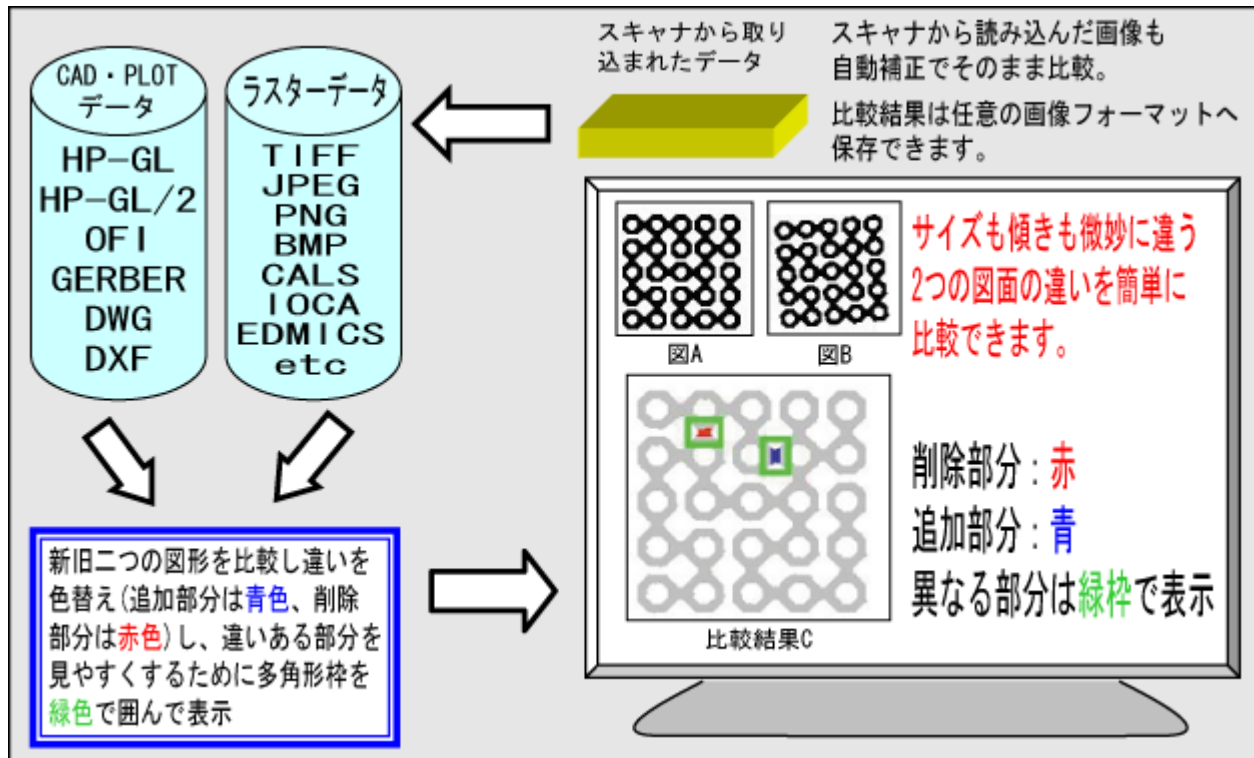 CAD・PLOT
データ
HP-GL
HP-GL/2
OFI
GERBER
DWG
DXF
ラスターデータ
TIFF
JPEG
PNG
BMP
CALS
IOCA
EDMICS
etc
スキャナから取り
込まれたデータ
スキャナから読み込んだ画像も
自動補正でそのまま比較。
比較結果は任意の画像フォーマットへ
保存できます。
新旧二つの図形を比較し違いを
色替え(追加部分は青色、削除
部分は赤色)し、違いある部分を
見やすくするために多角形枠を
緑色で囲んで表示
図A
図B
比較結果C
サイズも傾きも微妙に違う
2つの図面の違いを簡単に
比較できます。
削除部分：赤
追加部分：青
異なる部分は緑枠で表示